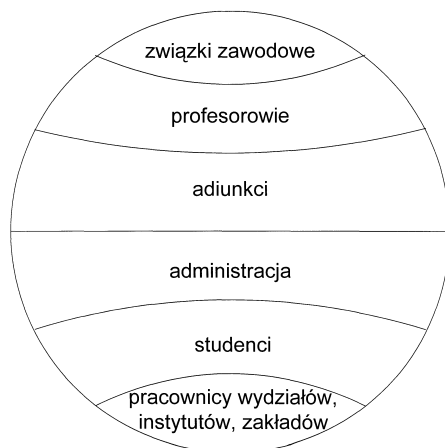 związki zawodowe
profesorowie
adiunkci
administracja
studenci
pracownicy wydziałów,
instytutów, zakładów